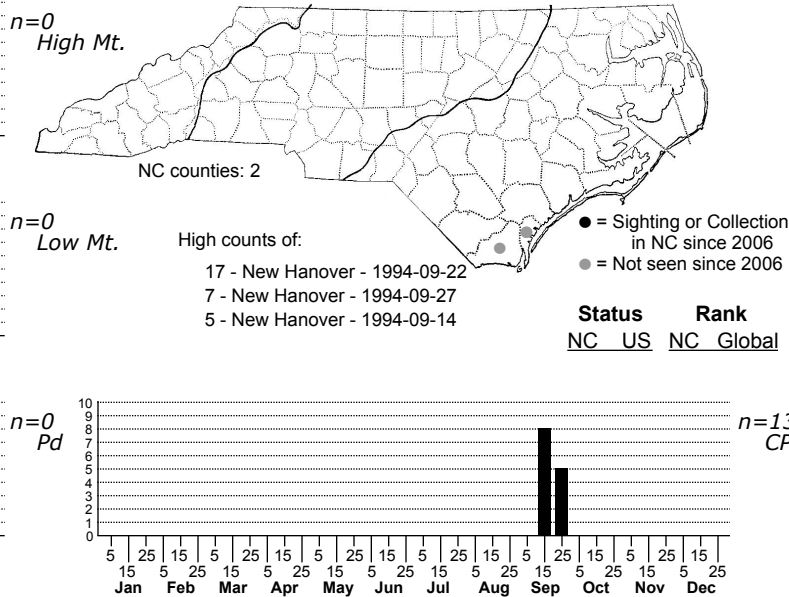 n=0
High Mt.
NC counties: 2
n=0
Low Mt.
High counts of:
17 - New Hanover - 1994-09-22
7 - New Hanover - 1994-09-27
5 - New Hanover - 1994-09-14
= Sighting or Collection
in NC since 2006
= Not seen since 2006
Status Rank
NC US NC Global
n=0
Pd
10
9
8
7
6
5
4
3
2
1
0
n=13
CP
5 25 15 5 25 15 5 25 15 5 25 15 5 25 15 5 25 15
15 5 25 15 5 25 15 5 25 15 5 25 15 5 25 15 5 25
Jan Feb Mar Apr May Jun Jul Aug Sep Oct Nov Dec